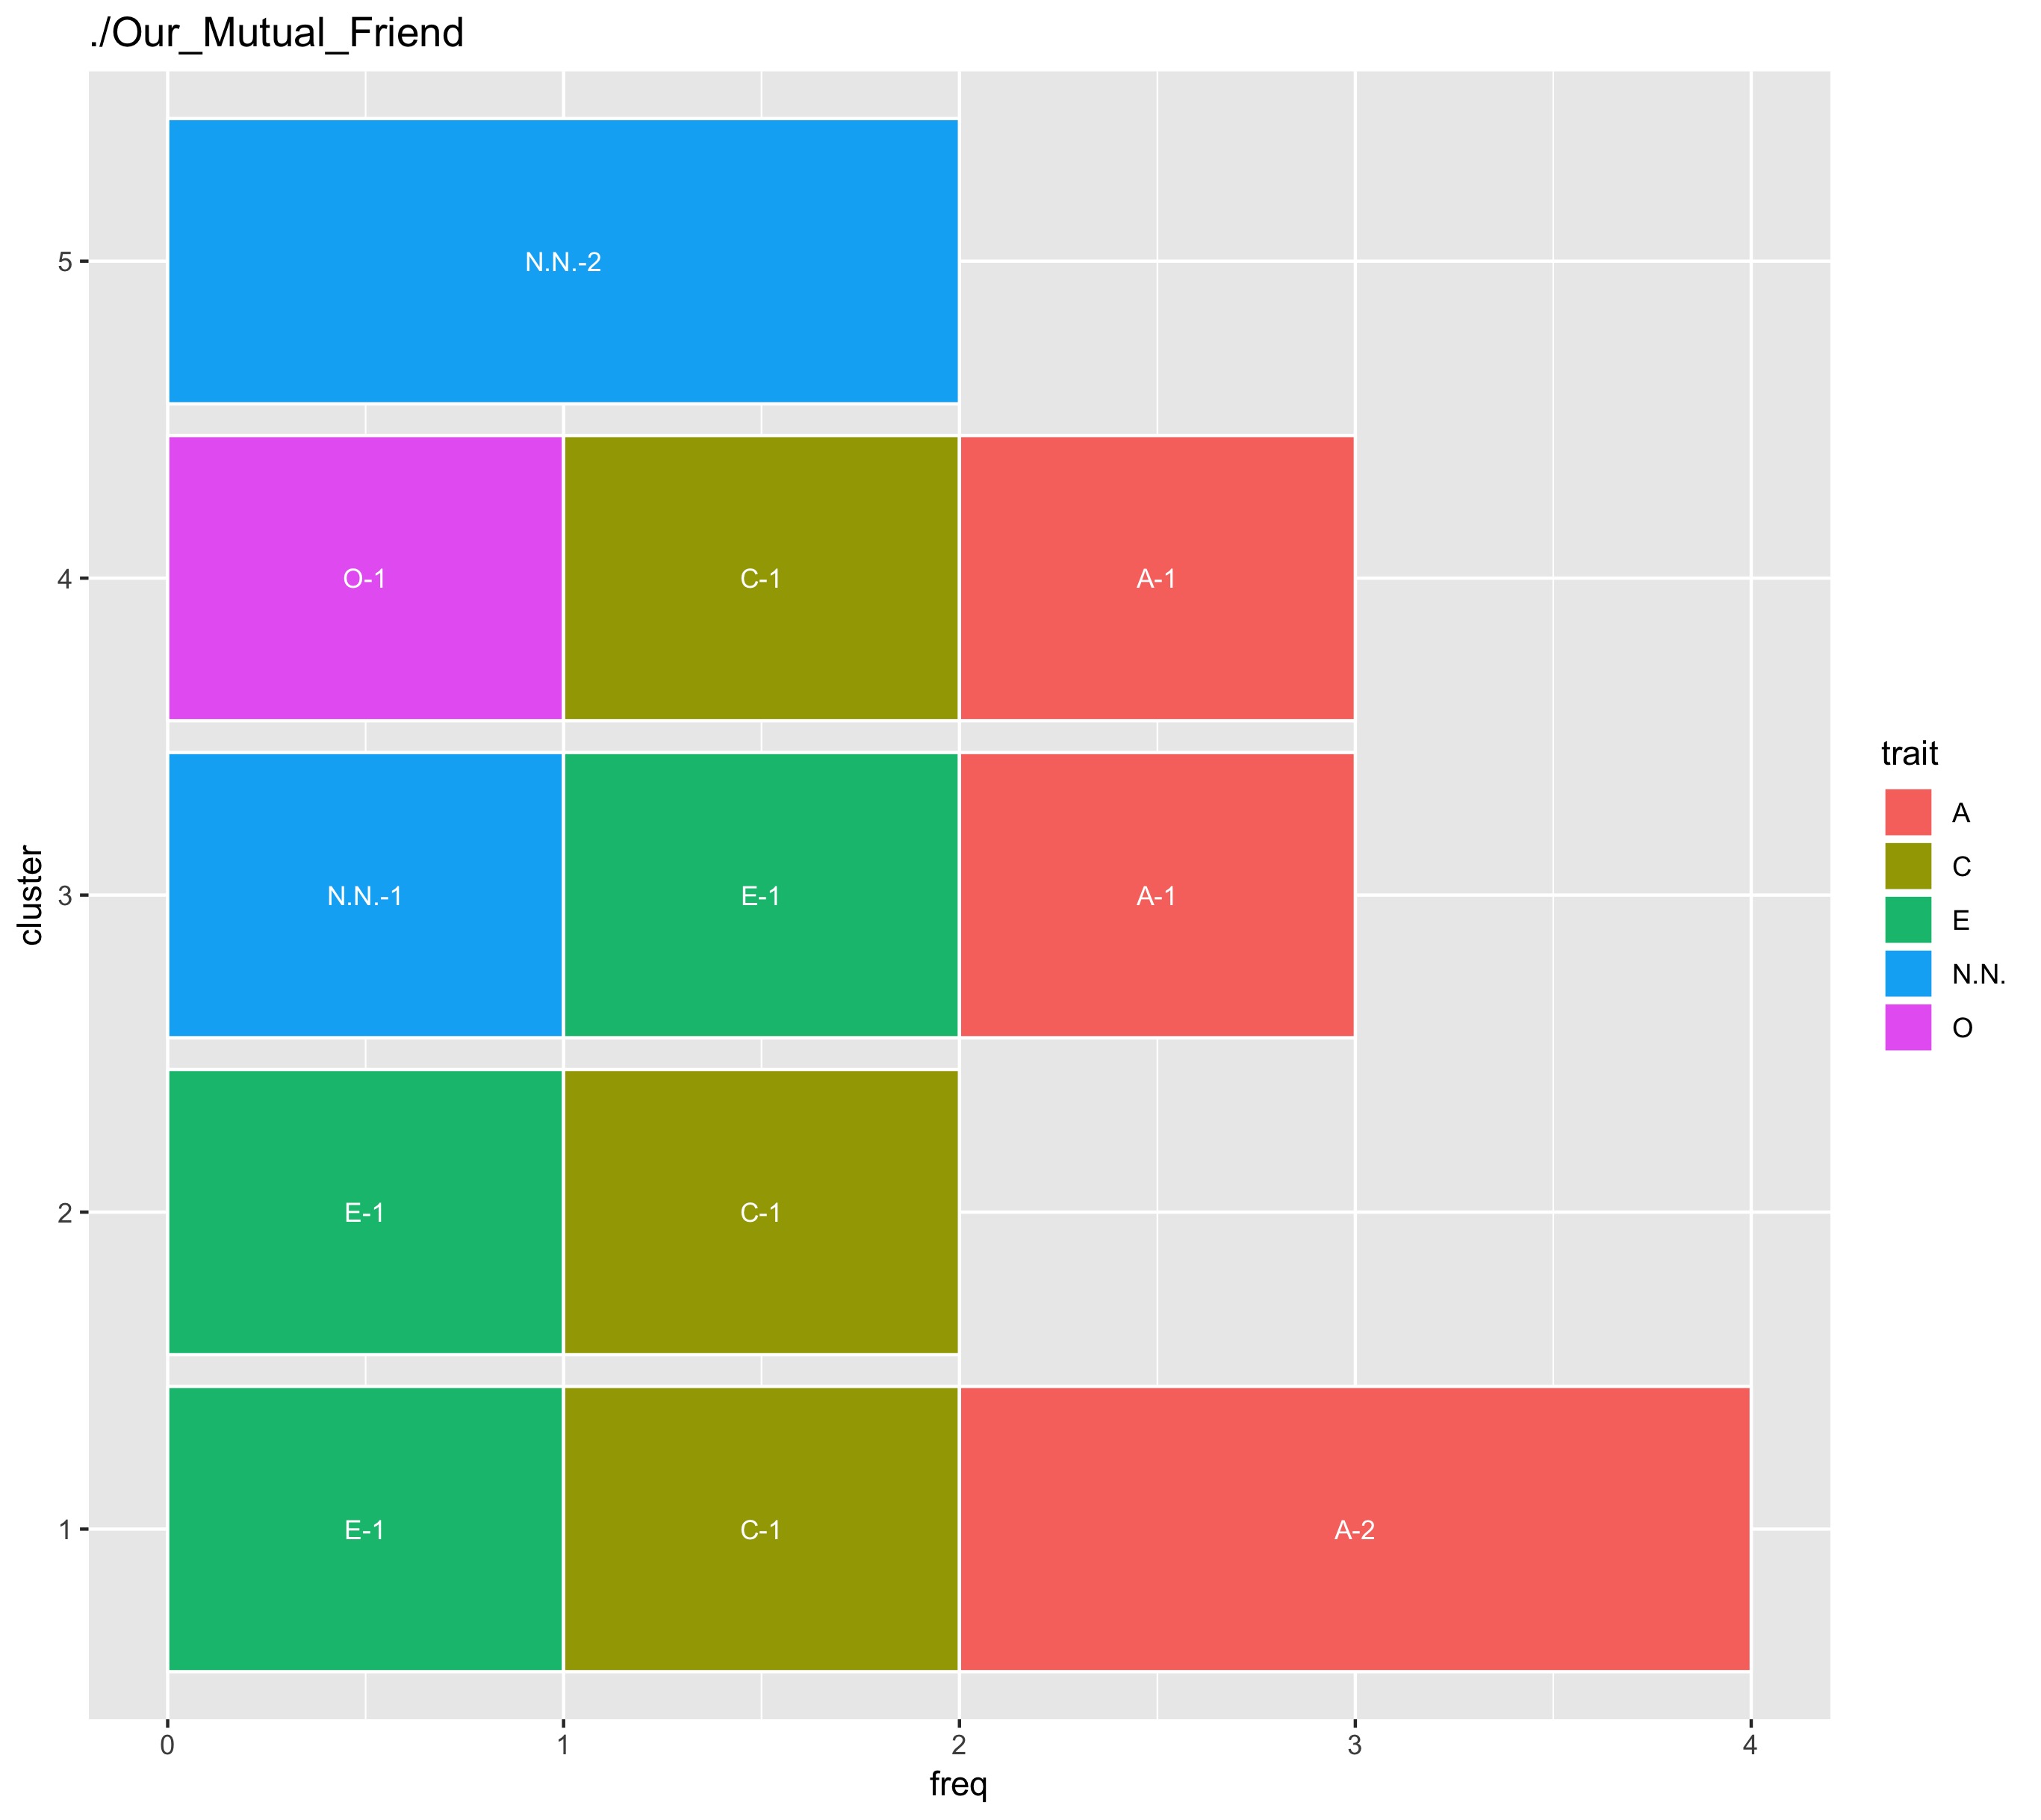 ./Our_Mutual_Friend
cluster
5
N.N.-2
4
O-1 C-1 A-1
3
N.N.-1 E-1 A-1
2
E-1 C-1
1
E-1 C-1 A-2
0 1 2 3 4
freq
trait
A
C
E
N.N.
O